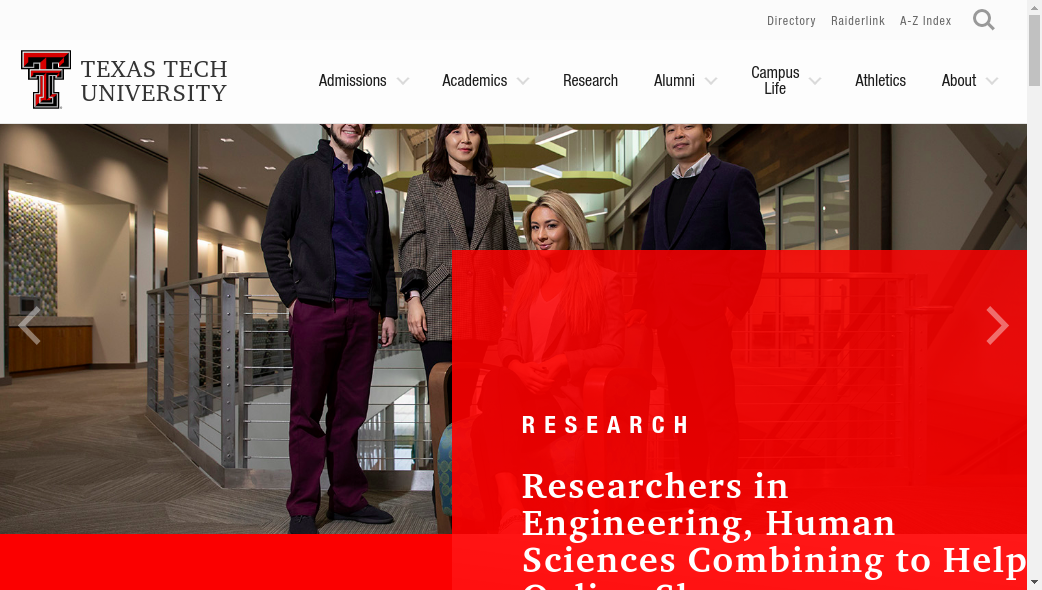 Directory Raiderlink A-Z Index
TEXAS TECH
UNIVERSITY
Admissions Academics Research Alumni Campus Life Athletics About
RESEARCH
Researchers in
Engineering, Human
Sciences Combining to Help